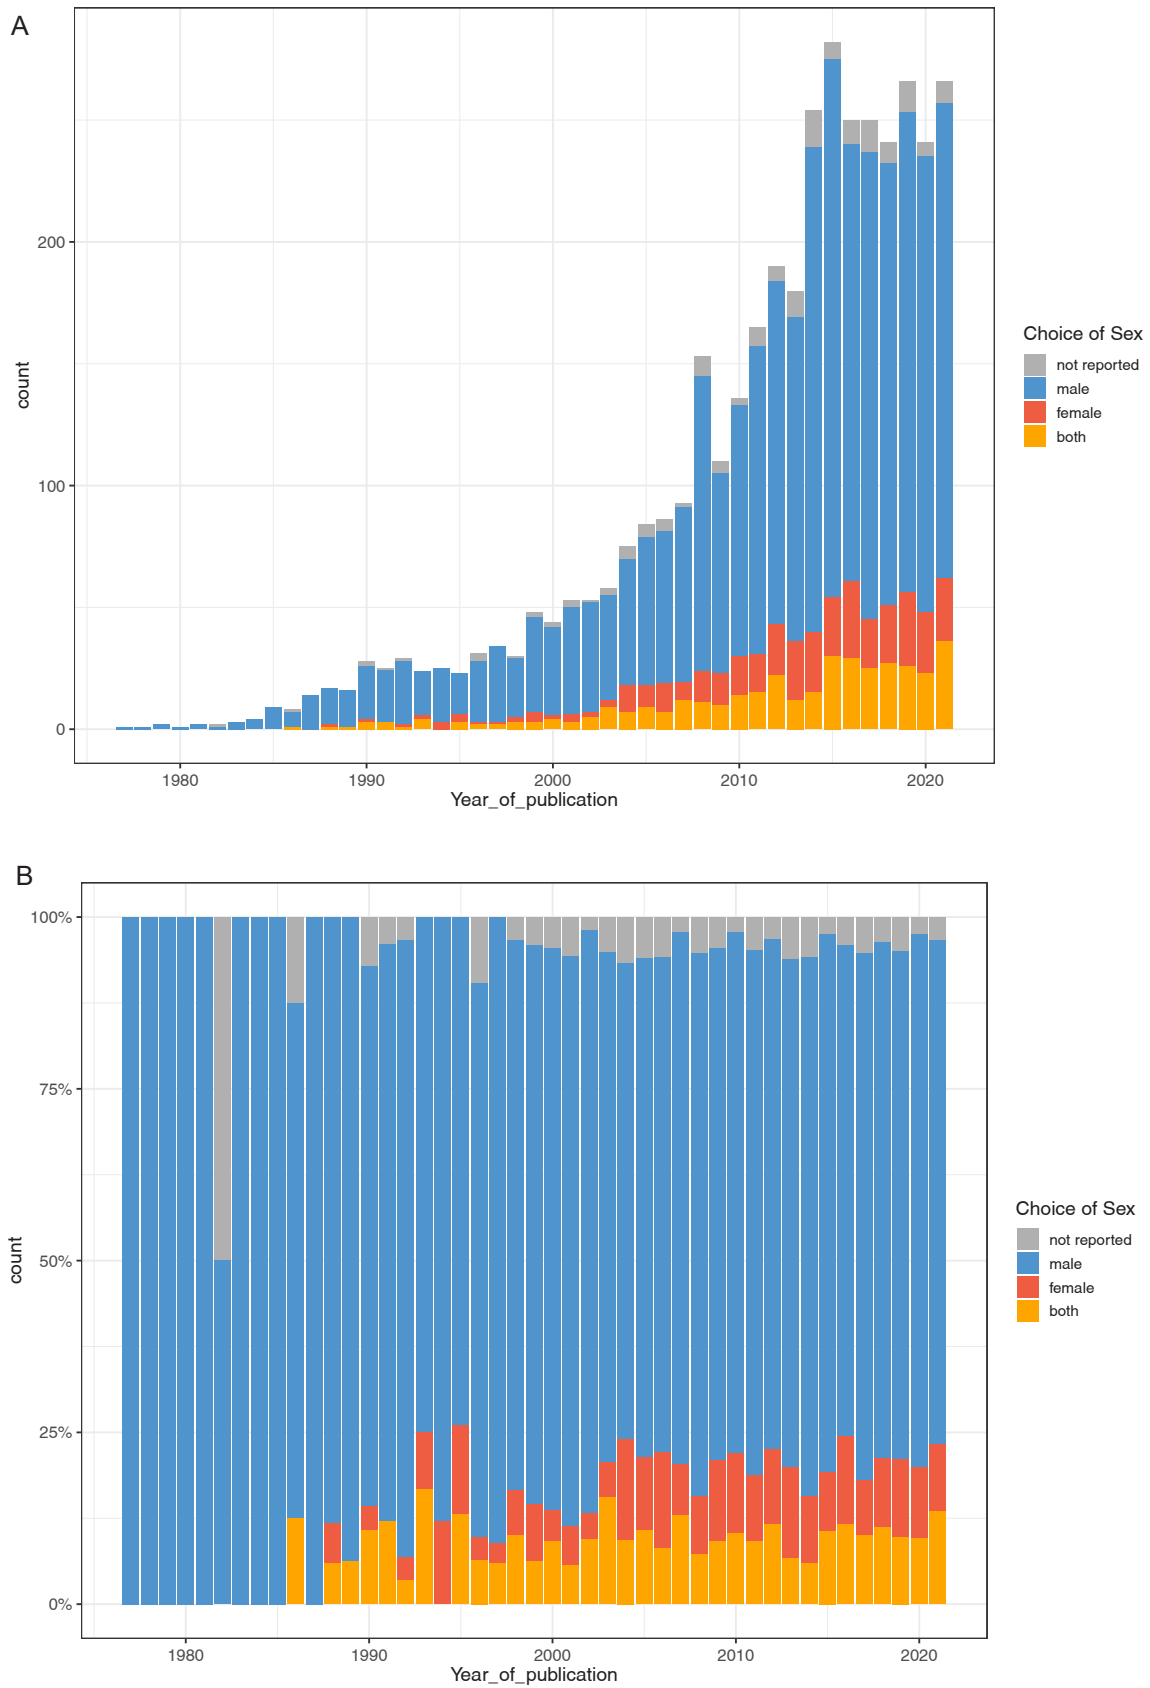 A
count
200
100
0
1980 1990 2000 2010 2020
Year_of_publication
Choice of Sex
not reported
male
female
both
B
count
100%
75%
50%
25%
0%
1980 1990 2000 2010 2020
Year_of_publication
Choice of Sex
not reported
male
female
both